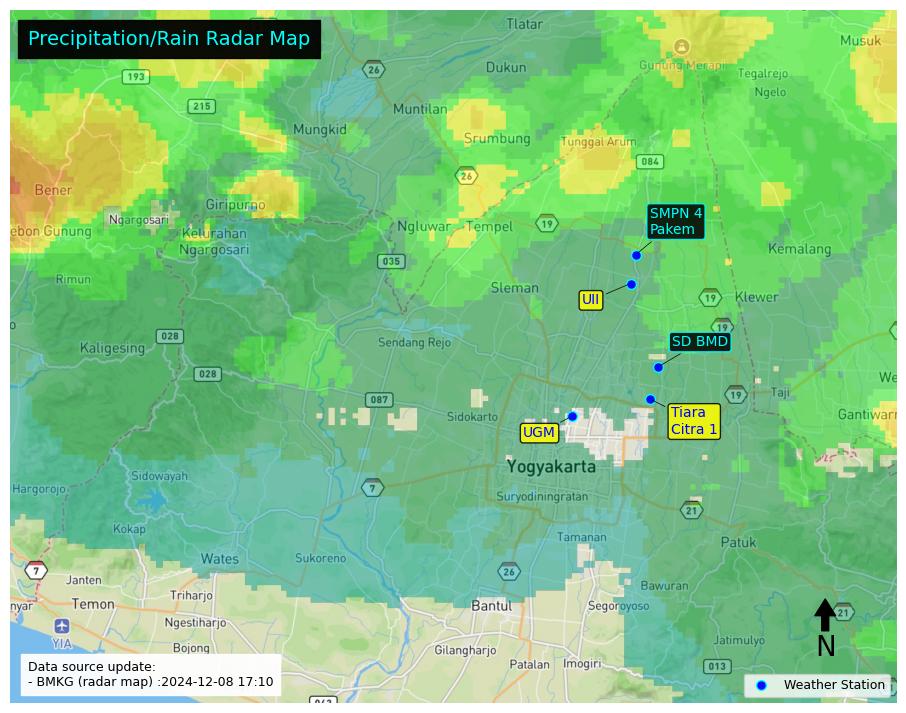 Precipitation/Rain Radar Map
Tlatar
Musuk
193
26
Dukun
Gunung Merapi
Tegalrejo
Ngelo
215
Muntilan
Mungkid
Srumbung
Tunggal Arum
084
26
Bener
Giripurno
Ngargosari
SMPN 4
Pakem
Ngluwar
Tempel
19
ebon Gunung
Kelurahan
Ngargosari
Kemalang
035
Rimun
Sleman
UII
19
Klewer
19
028
Sendang Rejo
SD BMD
Kaligesing
028
We
087
19
Taji
Sidokarto
Tiara
Citra 1
Gantiwarn
UGM
Yogyakarta
Sidowayah
Hargorojo
7
Suryodiningratan
21
Kokap
Tamanan
Patuk
Wates
Sukoreno
7
26
Janten
Bawuran
nyar
Temon
Triharjo
Bantul
Segoroyoso
21
Ngestiharjo
YIA
N
Bojong
Gilangharjo
Jatimulyo
Patalan
Imogiri
013
Data source update:
- BMKG (radar map) :2024-12-08 17:10
Weather Station